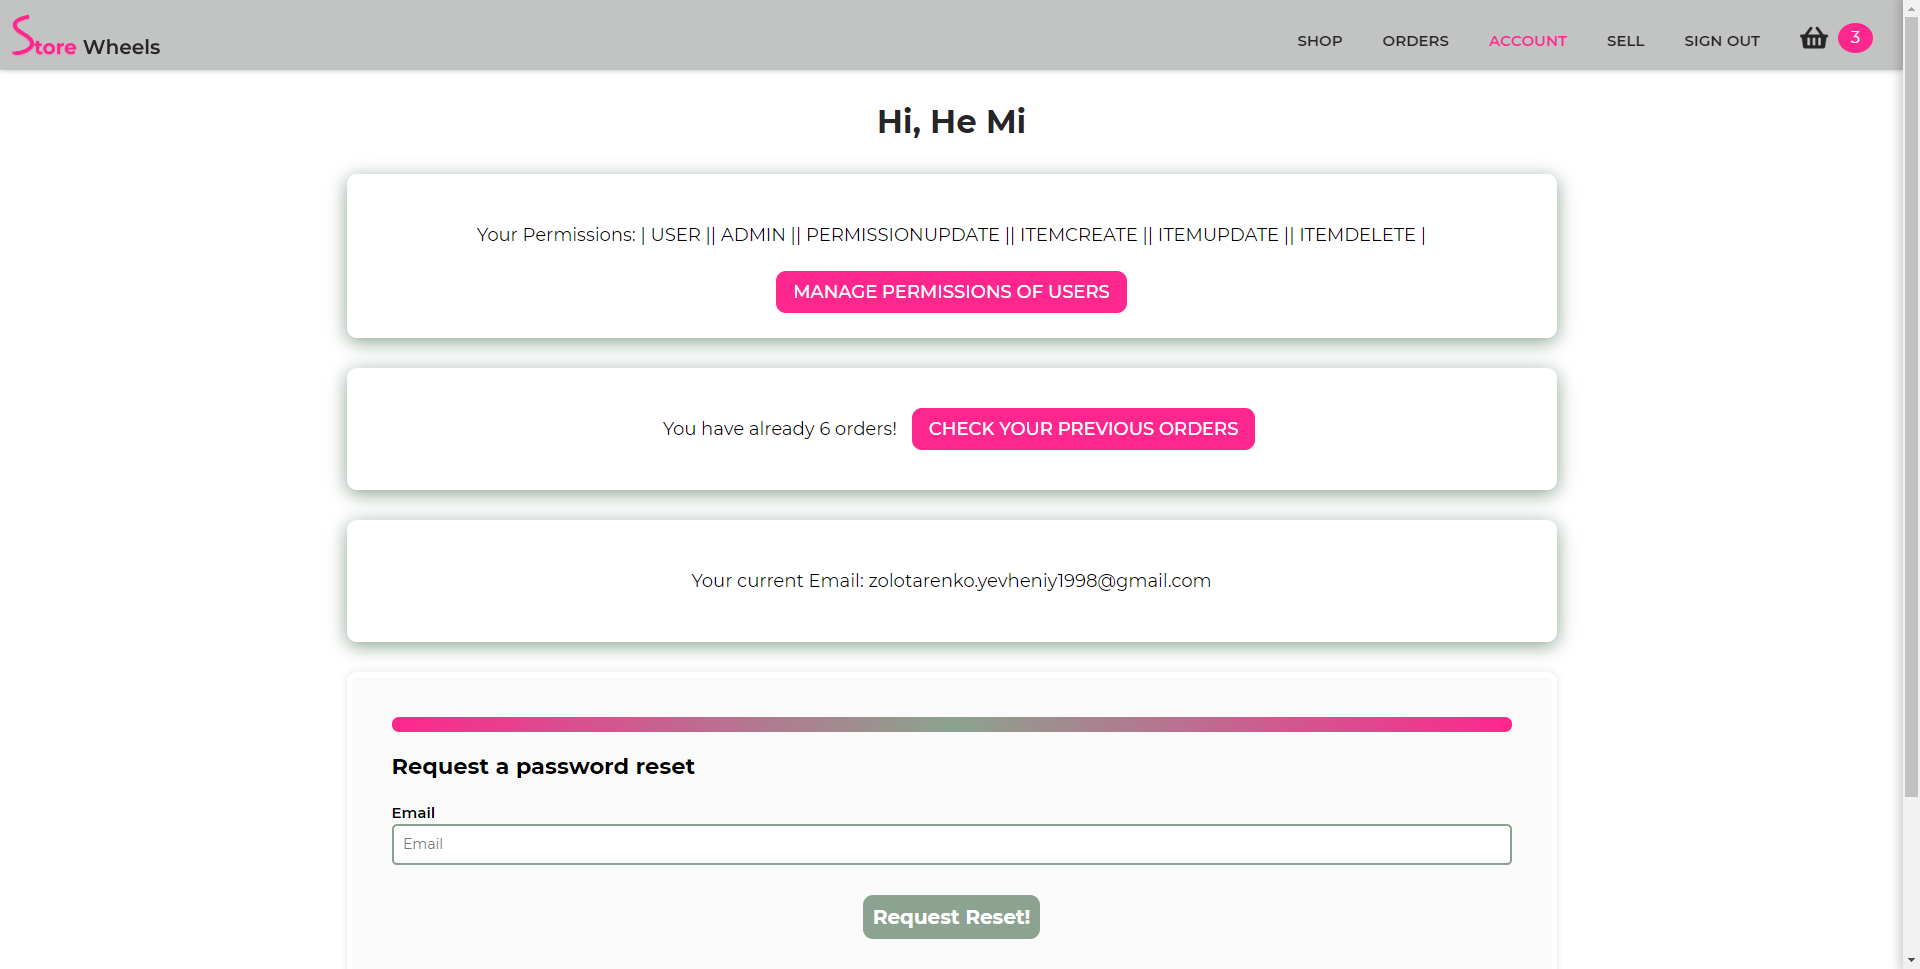 Store Wheels
SHOP ORDERS ACCOUNT SELL SIGN OUT 3
Hi, He Mi
Your Permissions: | USER || ADMIN || PERMISSIONUPDATE || ITEMCREATE || ITEMUPDATE || ITEMDELETE |
MANAGE PERMISSIONS OF USERS
You have already 6 orders! CHECK YOUR PREVIOUS ORDERS
Your current Email: zolotarenko.yevheniy1998@gmail.com
Request a password reset
Email
Email
Request Reset!